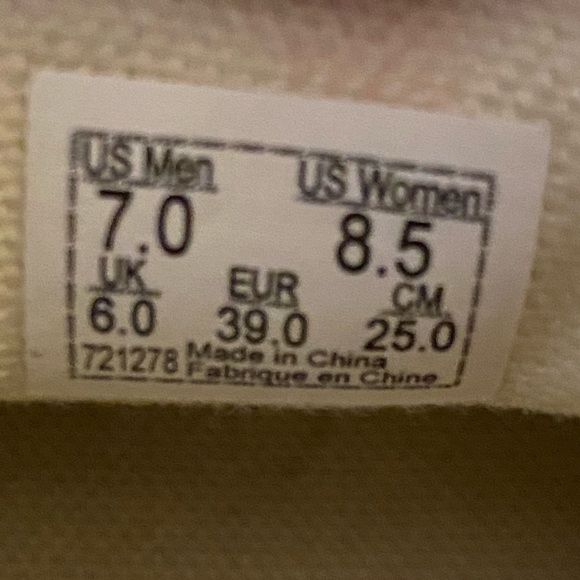 US Men US Women
7.0 8.5
UK EUR CM
6.0 39.0 25.0
721278 Made in China
Fabrique en Chine